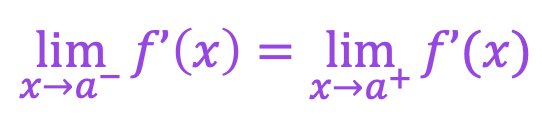 lim x→a⁻ f’(x) = lim x→a⁺ f’(x)